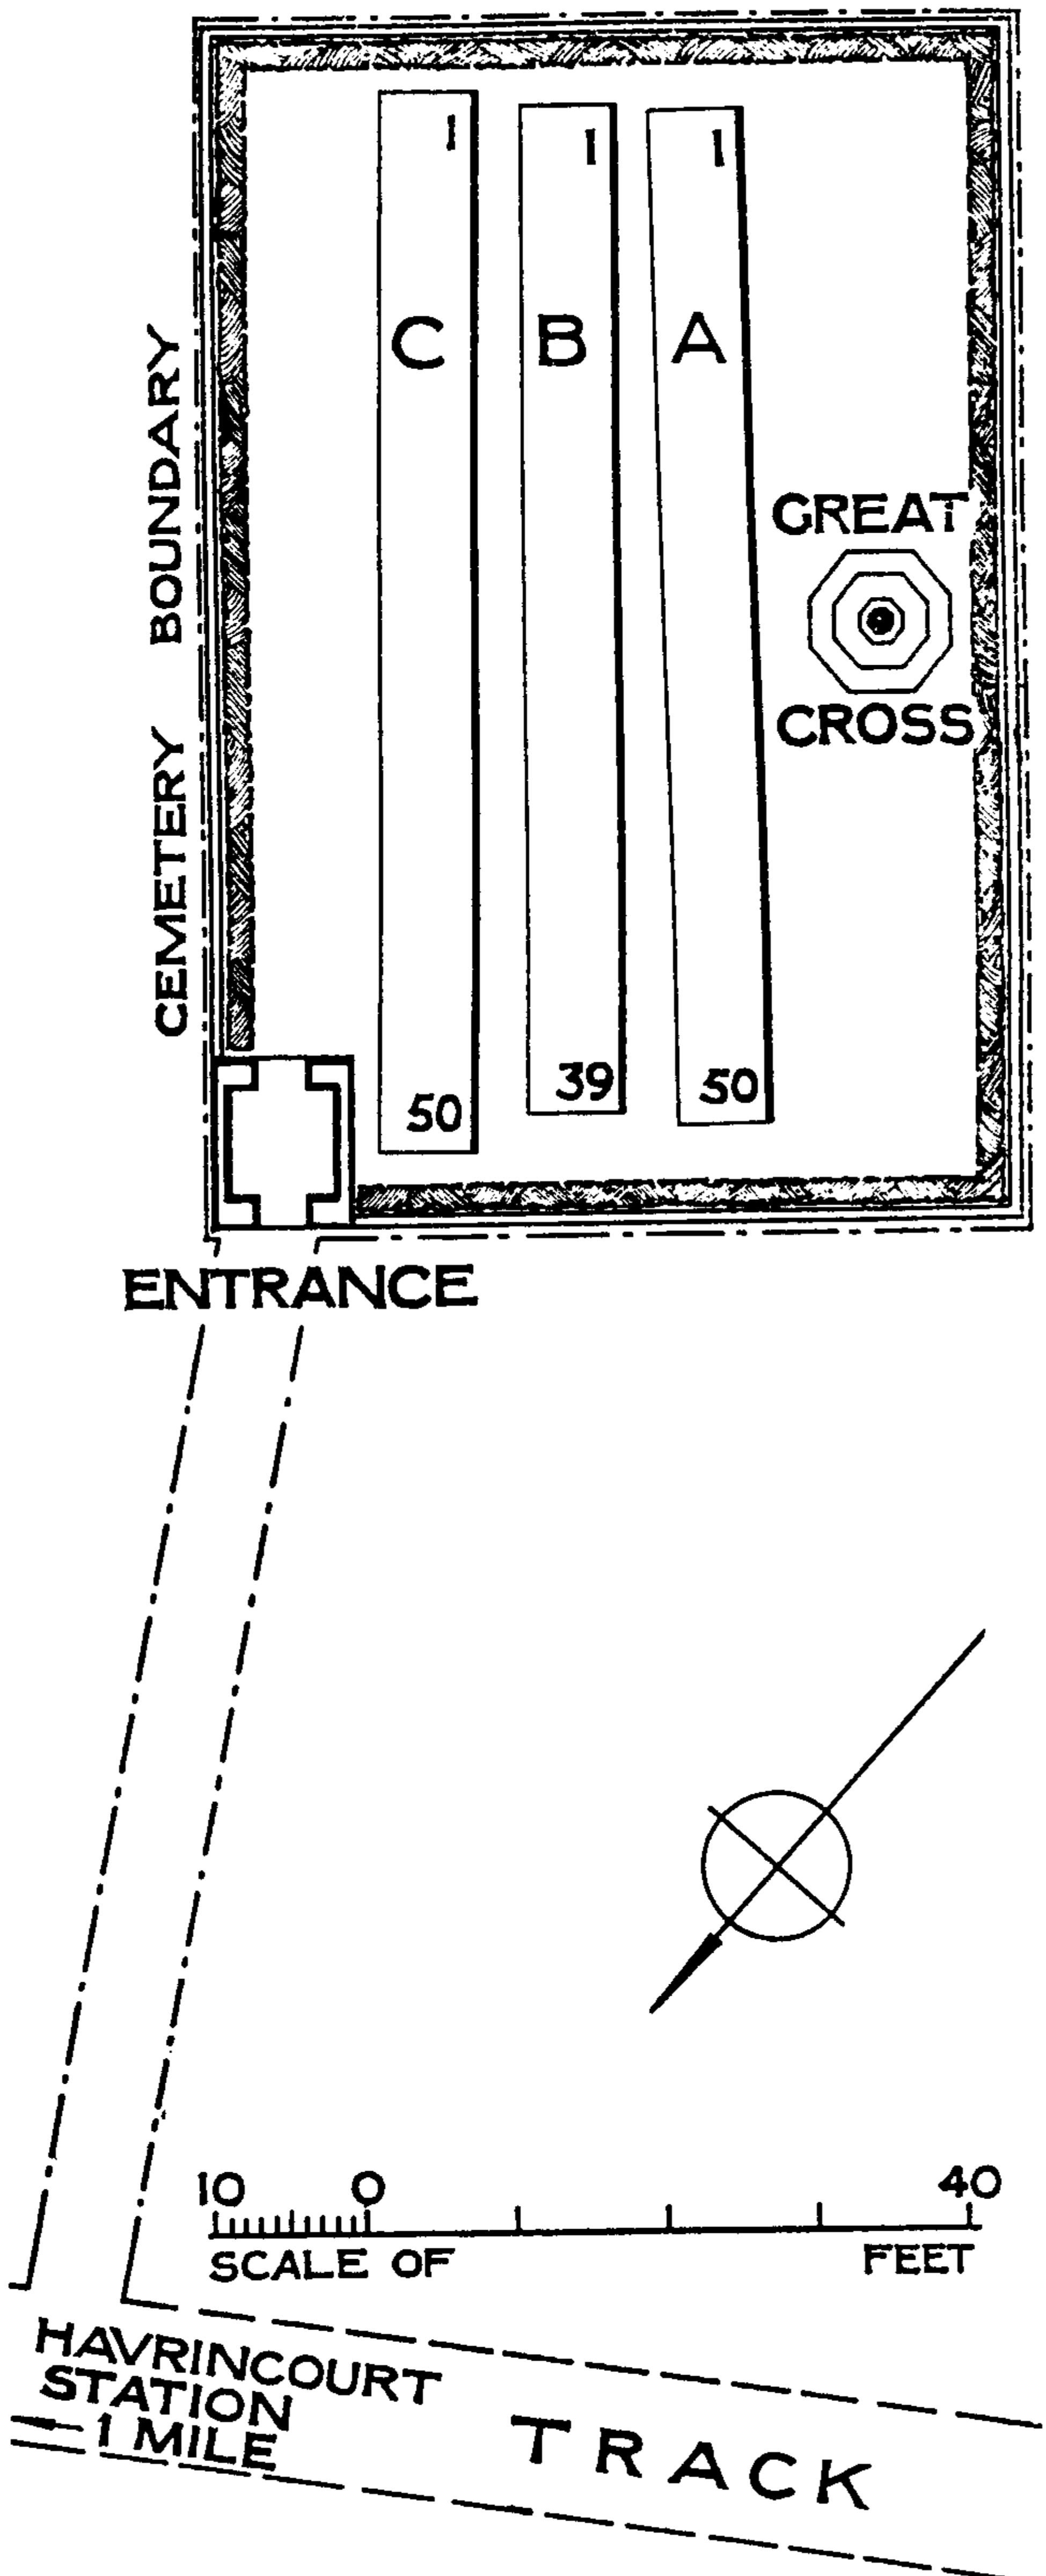 1
1
1
C
B
A
CEMETERY BOUNDARY
GREAT
CROSS
50
39
50
ENTRANCE
10 0 40
SCALE OF FEET
HAVRINCOURT
STATION
1 MILE
TRACK